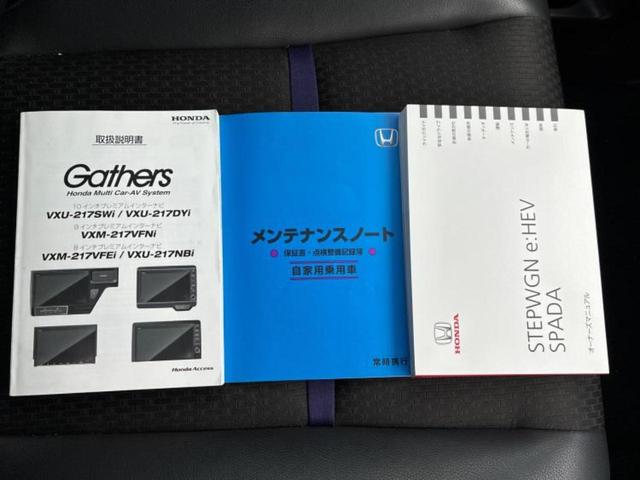 HONDA
取扱説明書
Gathers
Honda Multi Car-AV System
10インチプレミアムインターナビ
VXU-217SWi / VXU-217DYi
9インチプレミアムインターナビ
VXM-217VFNi
8インチプレミアムインターナビ
VXM-217VFEi / VXU-217NBi
Honda Access
メンテナンスノート
保証書・点検整備記録簿
自家用乗用車
常時携行
HONDA
STEPWGN e:HEV
SPADA
オーナーズマニュアル